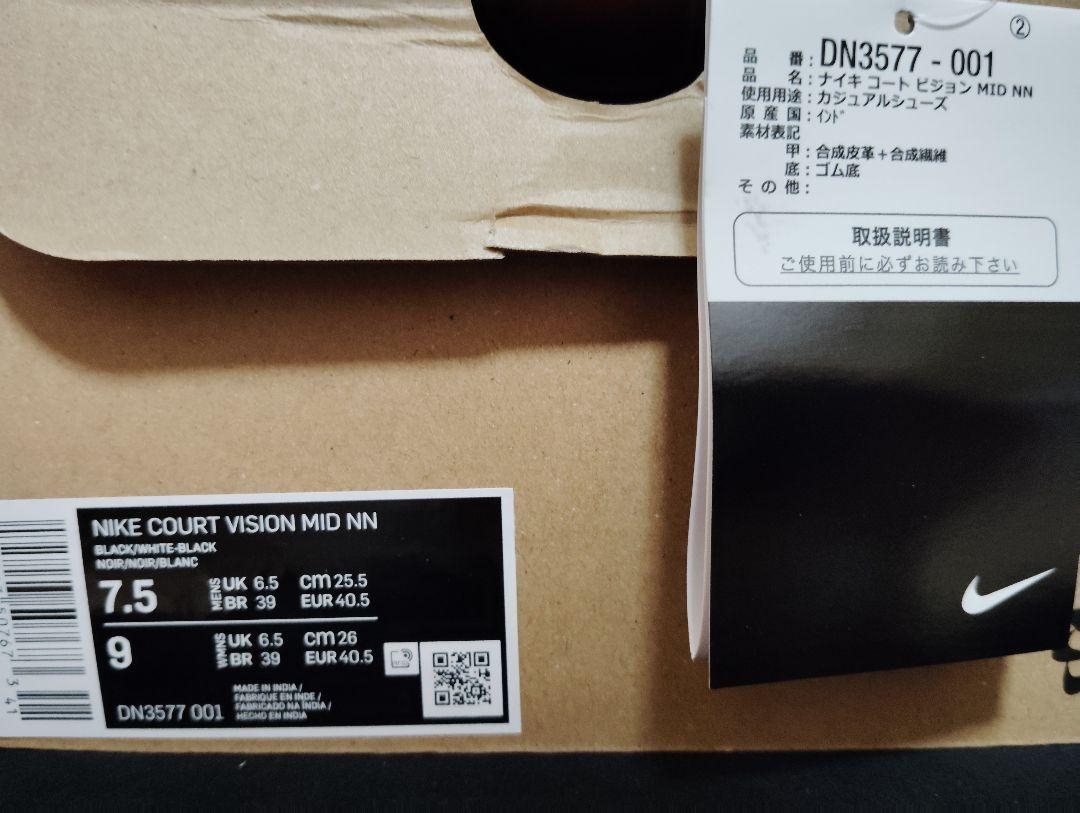 ②
品 番 : DN3577 - 001
品 名 : ナイキ コート ビジョン MID NN
使用用途 : カジュアルシューズ
原 産 国 : インド
素材表記
甲 : 合成皮革+合成繊維
底 : ゴム底
そ の 他 :
取扱説明書
ご使用前に必ずお読み下さい
NIKE COURT VISION MID NN
BLACK/WHITE-BLACK
NOIR/NOIR/BLANC
7.5 MENS UK 6.5 cm 25.5
BR 39 EUR 40.5
9 WMNS UK 6.5 cm 26
BR 39 EUR 40.5
MADE IN INDIA /
FABRIQUE EN INDE /
FABRICADO NA ÍNDIA /
HECHO EN INDIA
DN3577 001